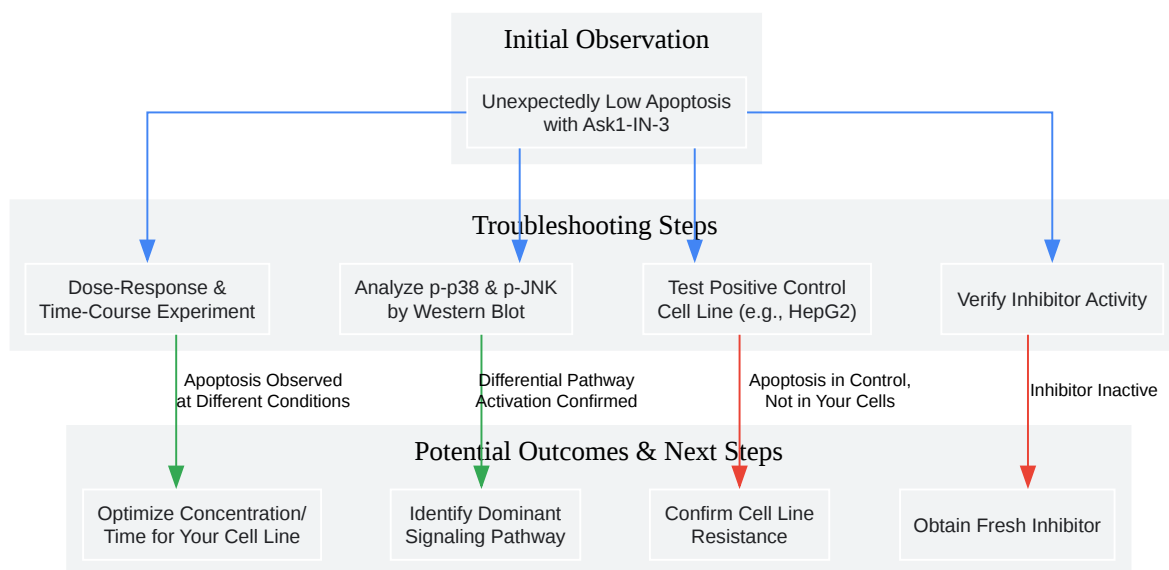 Initial Observation
Unexpectedly Low Apoptosis
with Ask1-IN-3
Troubleshooting Steps
Dose-Response &
Time-Course Experiment
Analyze p-p38 & p-JNK
by Western Blot
Test Positive Control
Cell Line (e.g., HepG2)
Verify Inhibitor Activity
Apoptosis Observed
at Different Conditions
Differential Pathway
Activation Confirmed
Apoptosis in Control,
Not in Your Cells
Inhibitor Inactive
Potential Outcomes & Next Steps
Optimize Concentration/
Time for Your Cell Line
Identify Dominant
Signaling Pathway
Confirm Cell Line
Resistance
Obtain Fresh Inhibitor